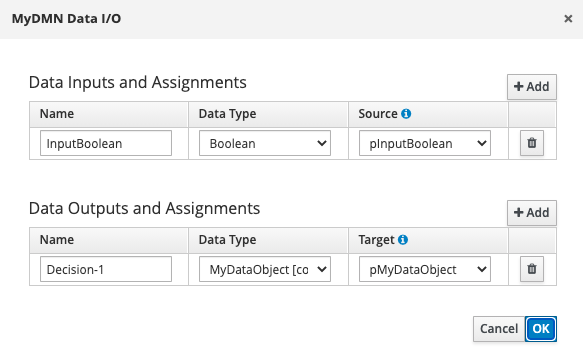 MyDMN Data I/O ×
Data Inputs and Assignments
+ Add
Name Data Type Source
InputBoolean Boolean pInputBoolean
Data Outputs and Assignments
+ Add
Name Data Type Target
Decision-1 MyDataObject [co pMyDataObject
Cancel OK